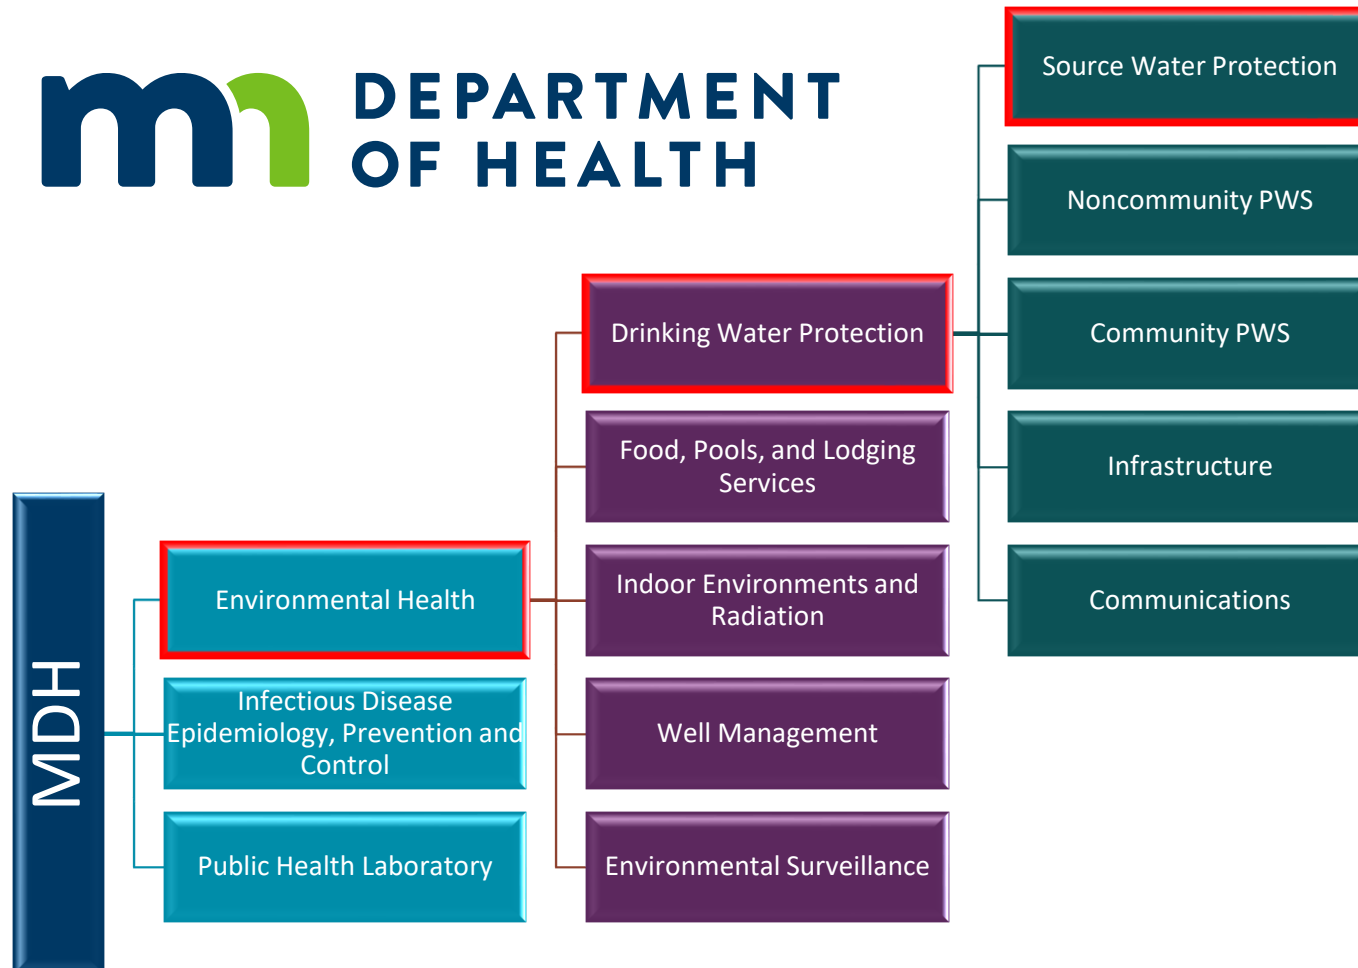 DEPARTMENT
OF HEALTH
MDH
Environmental Health
Infectious Disease
Epidemiology, Prevention and
Control
Public Health Laboratory
Drinking Water Protection
Food, Pools, and Lodging
Services
Indoor Environments and
Radiation
Well Management
Environmental Surveillance
Source Water Protection
Noncommunity PWS
Community PWS
Infrastructure
Communications